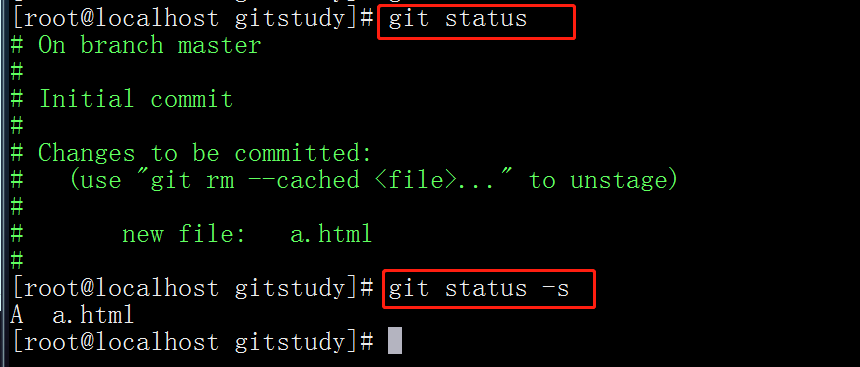 [root@localhost gitstudy]# git status
# On branch master
#
# Initial commit
#
# Changes to be committed:
#   (use "git rm --cached <file>..." to unstage)
#
#       new file:   a.html
#
[root@localhost gitstudy]# git status -s
A  a.html
[root@localhost gitstudy]#